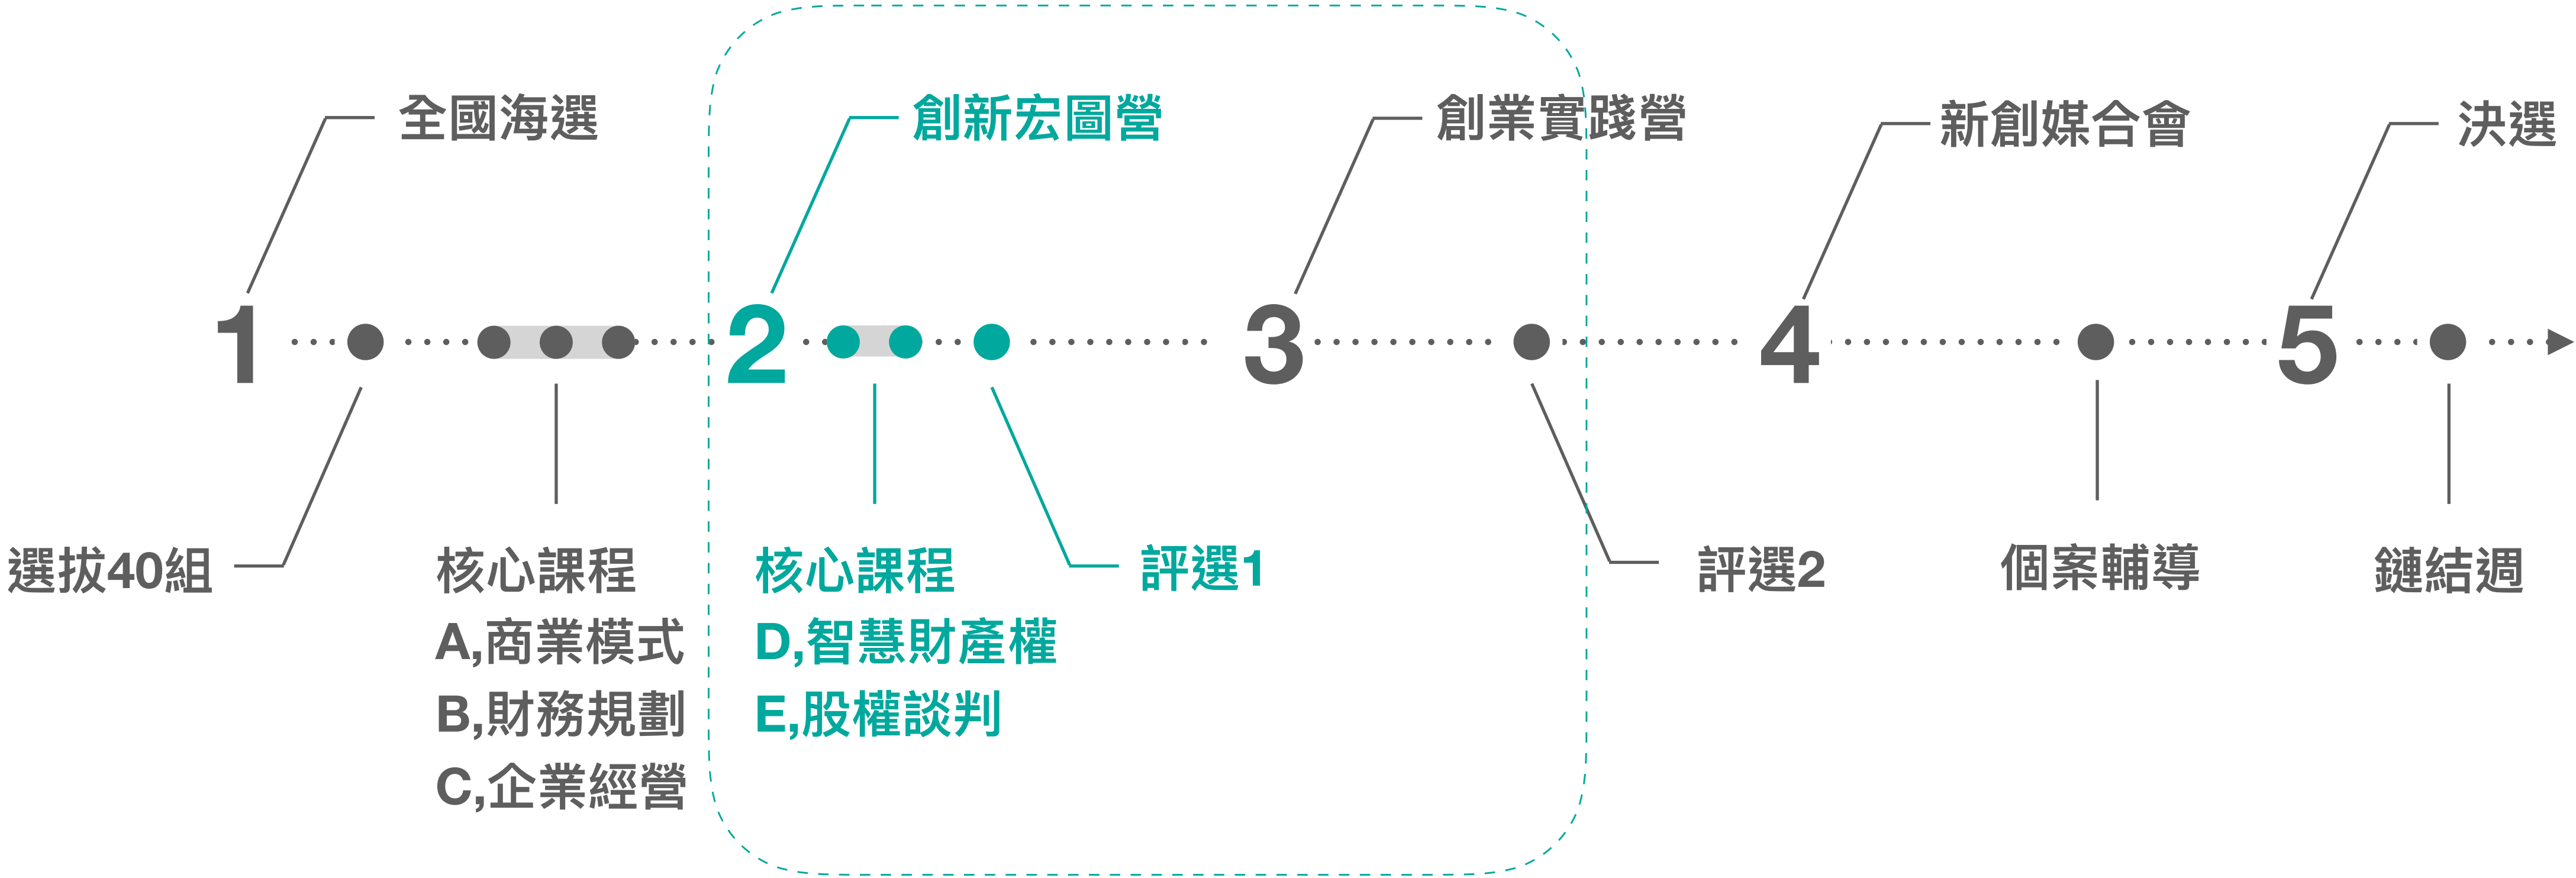 全國海選
創新宏圖營
創業實踐營
新創媒合會
決選
1
2
3
4
5
選拔40組
核心課程
A,商業模式
B,財務規劃
C,企業經營
核心課程
D,智慧財產權
E,股權談判
評選1
評選2
個案輔導
鏈結週